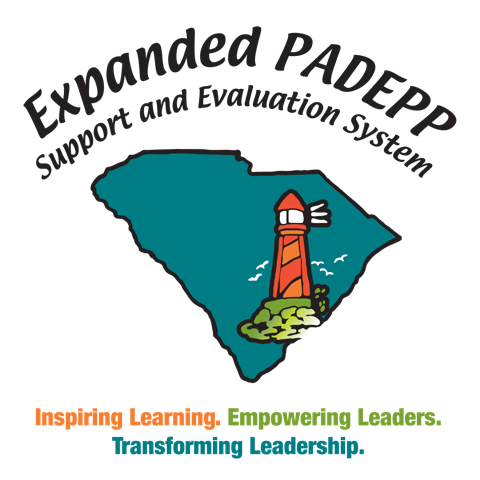 Expanded PADEPP
Support and Evaluation System
Inspiring Learning. Empowering Leaders.
Transforming Leadership.